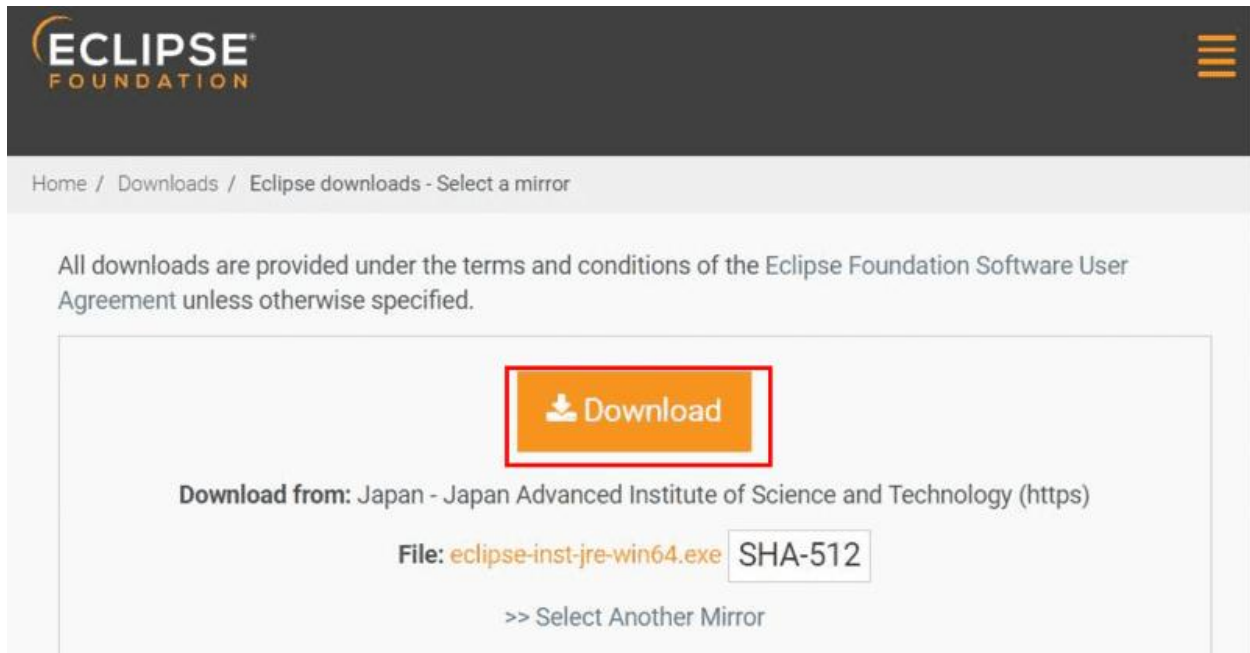 ECLIPSE®
FOUNDATION
Home / Downloads / Eclipse downloads - Select a mirror
All downloads are provided under the terms and conditions of the Eclipse Foundation Software User
Agreement unless otherwise specified.
Download
Download from: Japan - Japan Advanced Institute of Science and Technology (https)
File: eclipse-inst-jre-win64.exe SHA-512
>> Select Another Mirror